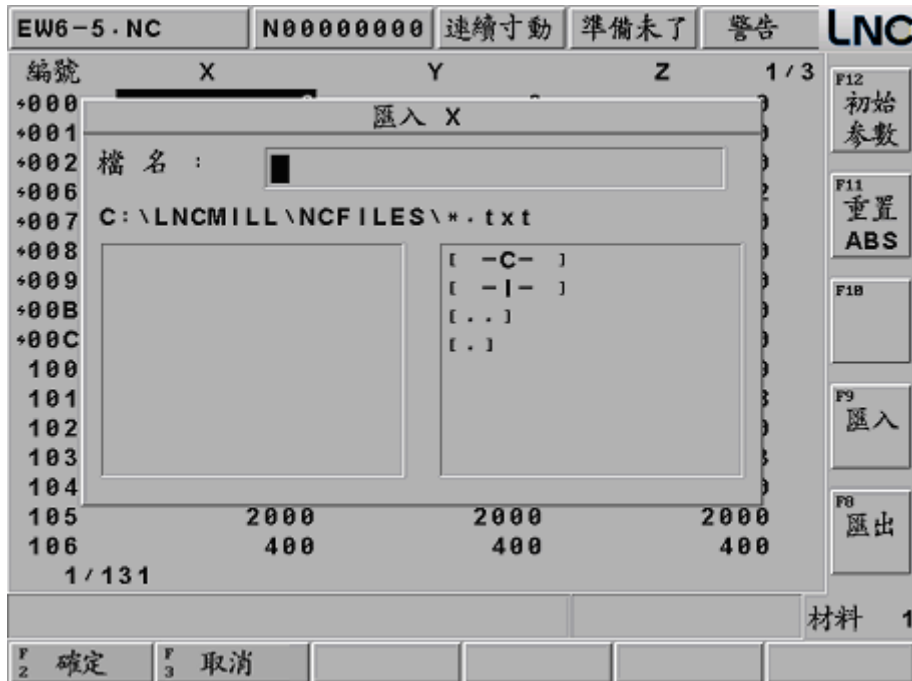 EW6-5.NC N00000000 連續寸動 準備未了 警告 LNC
編號 X Y Z 1/3
+000
匯入 X
+001
+002
檔 名 :
+006
+007
C:\LNCMILL\NCFILES\*.txt
+008
[ -C- ]
+009
[ -I- ]
+00B
[..]
+00C
[.]
100
101
102
103
104
105 2000 2000 2000
106 400 400 400
1/131
F12 初始參數
F11 重置 ABS
F10
F9 匯入
F8 匯出
材料 1
F2 確定 F3 取消